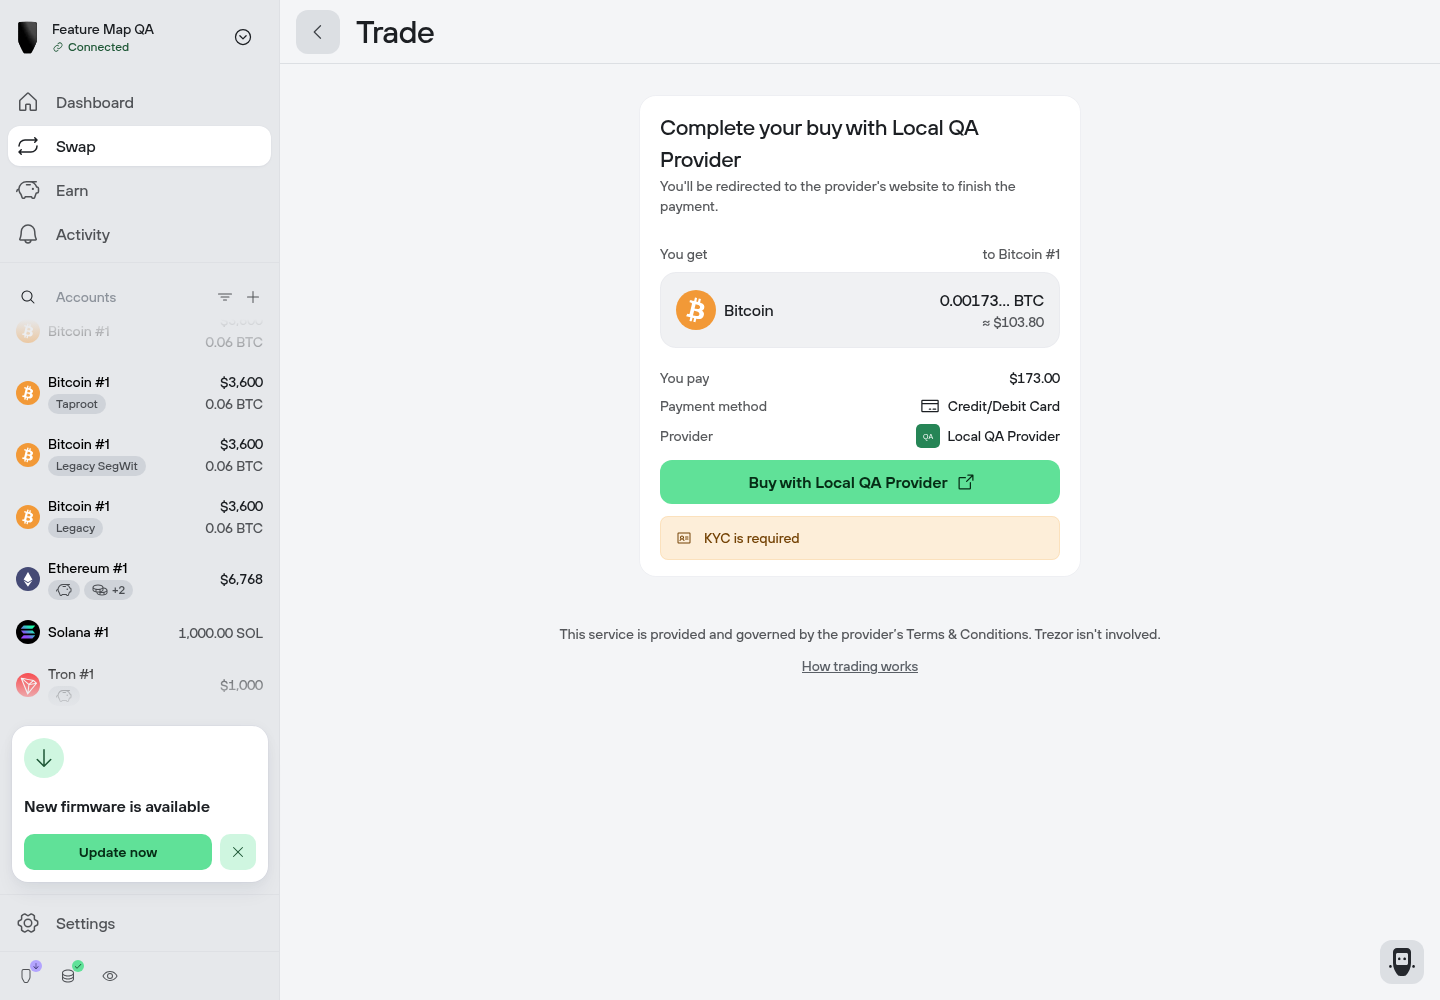 Feature Map QA
Connected
Dashboard
Swap
Earn
Activity
Accounts
Bitcoin #1
$3,600
0.06 BTC
Bitcoin #1
$3,600
Taproot
0.06 BTC
Bitcoin #1
$3,600
Legacy SegWit
0.06 BTC
Bitcoin #1
$3,600
Legacy
0.06 BTC
Ethereum #1
+2
$6,768
Solana #1
1,000.00 SOL
Tron #1
$1,000
New firmware is available
Update now
Settings
Trade
Complete your buy with Local QA
Provider
You'll be redirected to the provider's website to finish the
payment.
You get
to Bitcoin #1
Bitcoin
0.00173... BTC
≈ $103.80
You pay
$173.00
Payment method
Credit/Debit Card
Provider
QA
Local QA Provider
Buy with Local QA Provider
KYC is required
This service is provided and governed by the provider's Terms & Conditions. Trezor isn't involved.
How trading works